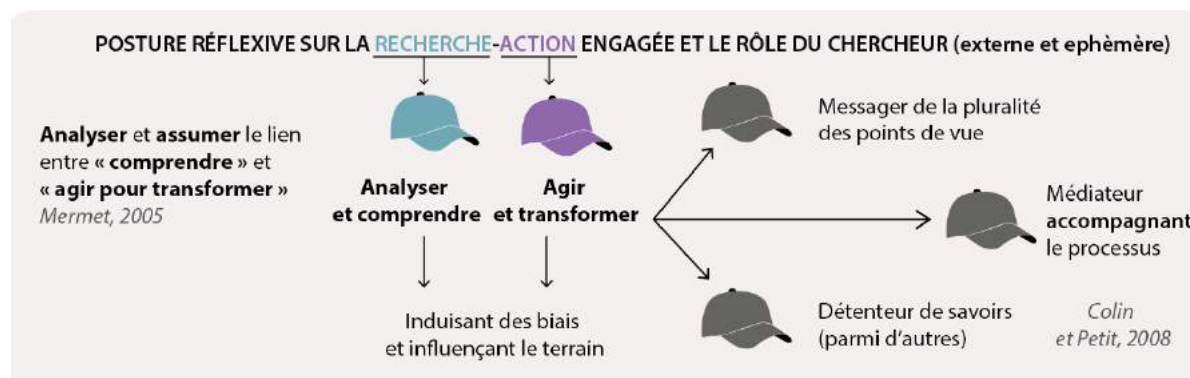 POSTURE RÉFLEXIVE SUR LA RECHERCHE-ACTION ENGAGÉE ET LE RÔLE DU CHERCHEUR (externe et ephèmère)
Analyser et assumer le lien
entre « comprendre » et
« agir pour transformer »
Mermet, 2005
Analyser
et comprendre
Agir
et transformer
Induisant des biais
et influençant le terrain
Messager de la pluralité
des points de vue
Médiateur
accompagnant
le processus
Détenteur de savoirs
(parmi d'autres)
Colin
et Petit, 2008